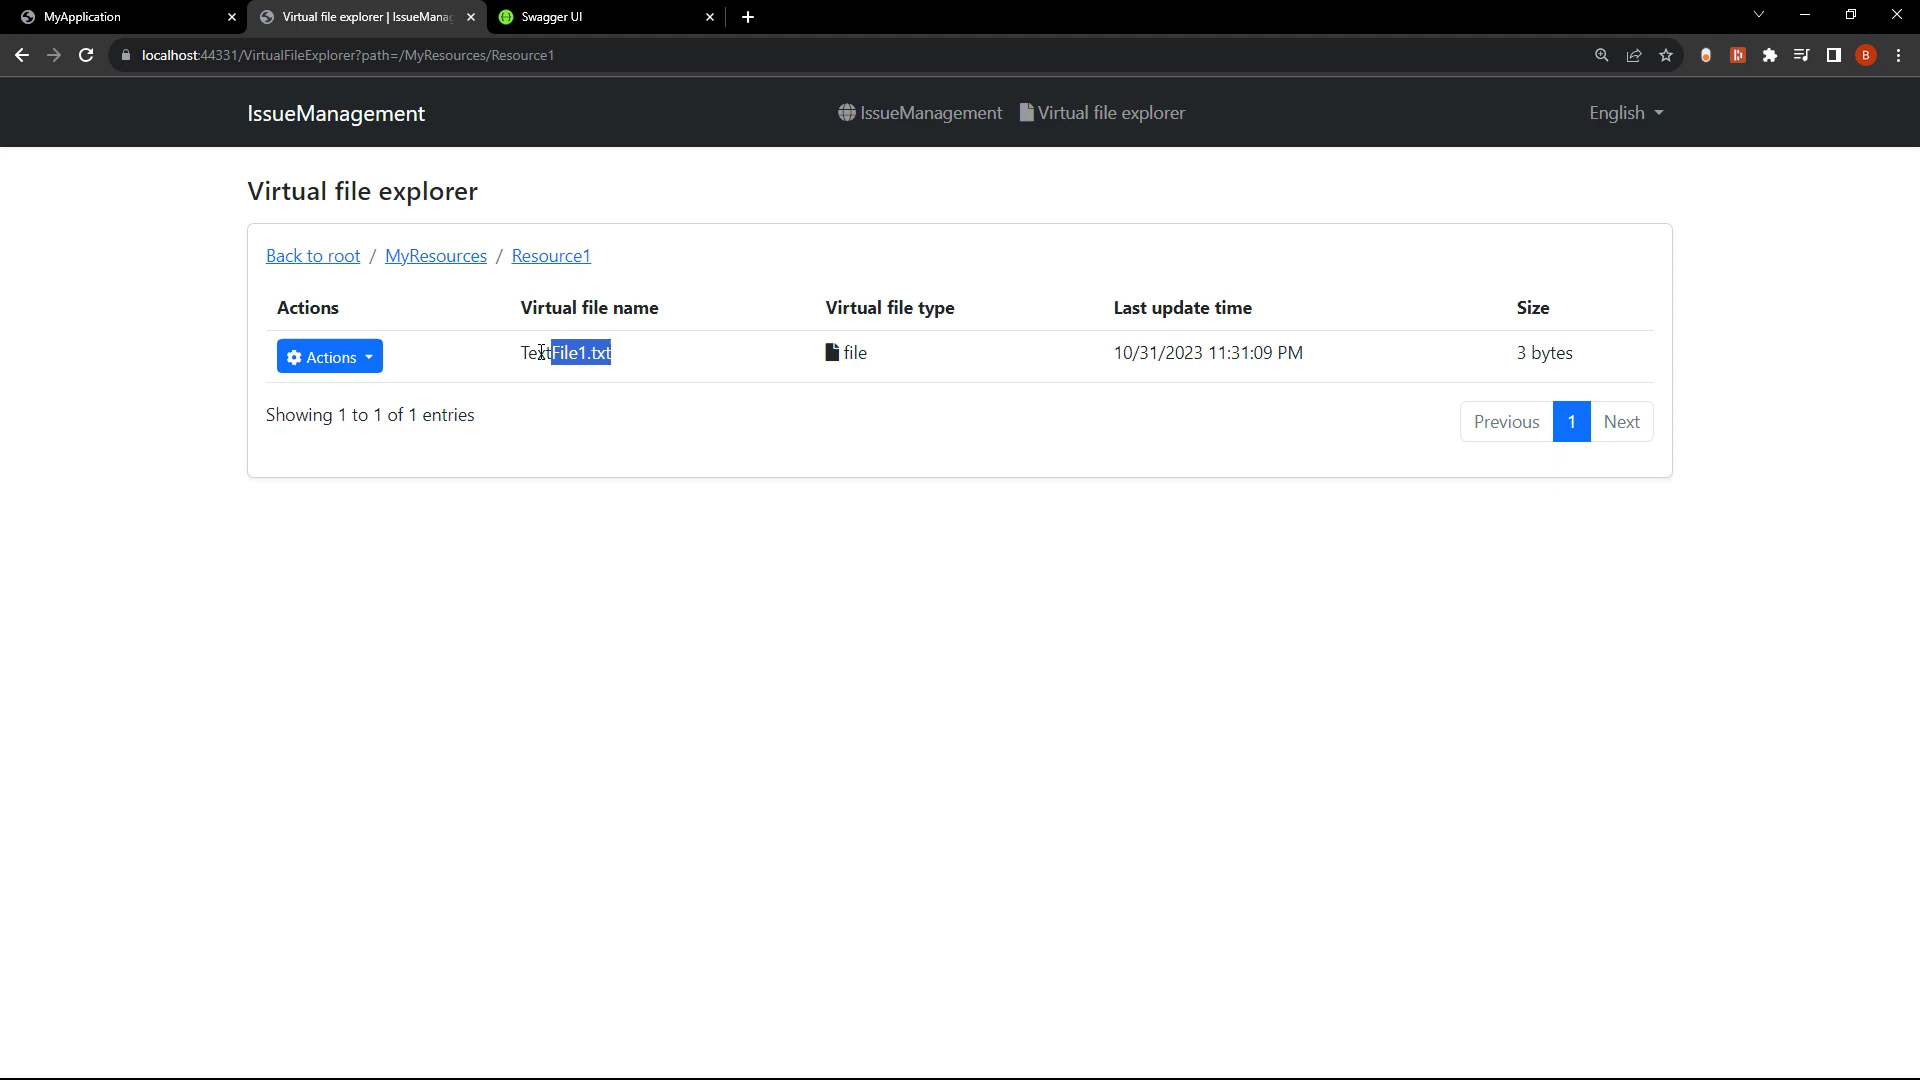 MyApplication
Virtual file explorer | IssueManag
Swagger UI
localhost:44331/VirtualFileExplorer?path=/MyResources/Resource1
B
IssueManagement
IssueManagement
Virtual file explorer
English
Virtual file explorer
Back to root / MyResources / Resource1
Actions Virtual file name Virtual file type Last update time Size
Actions TextFile1.txt file 10/31/2023 11:31:09 PM 3 bytes
Showing 1 to 1 of 1 entries
Previous 1 Next